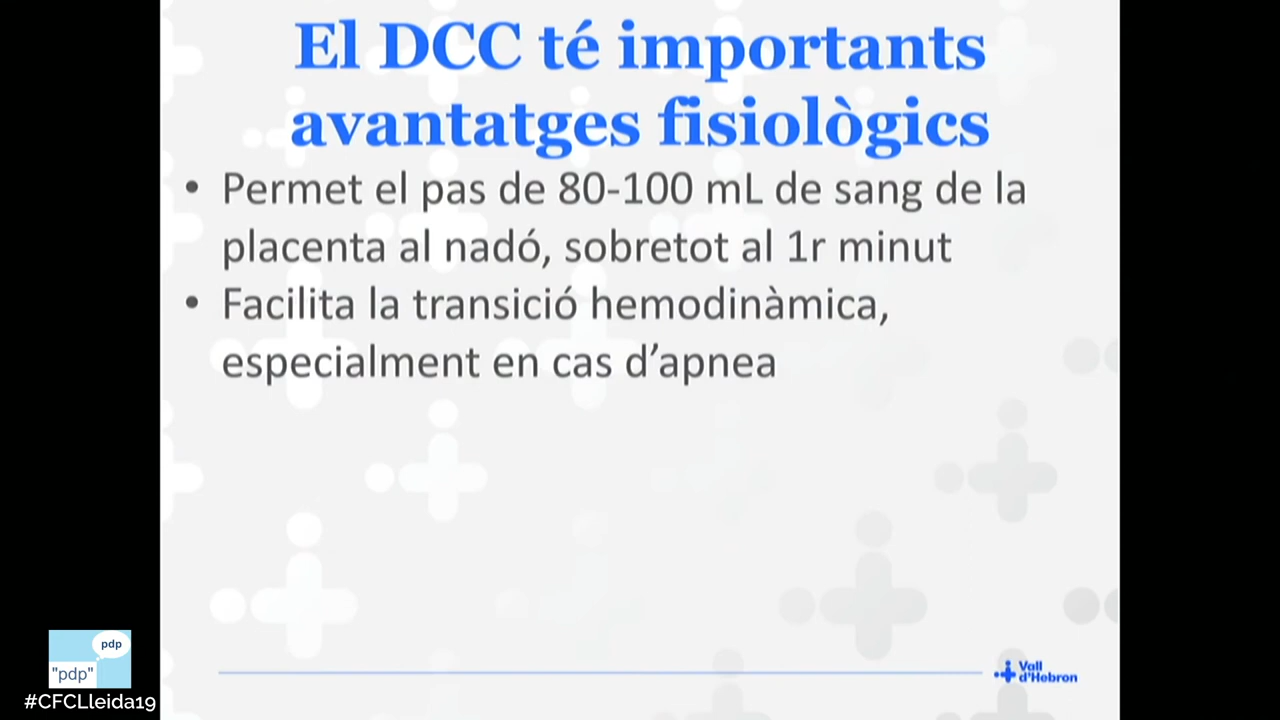 El DCC té importants
avantatges fisiològics
• Permet el pas de 80-100 mL de sang de la
placenta al nadó, sobretot al 1r minut
• Facilita la transició hemodinàmica,
especialment en cas d’apnea
pdp
"pdp"
#CFCLleida19
Vall
d'Hebron